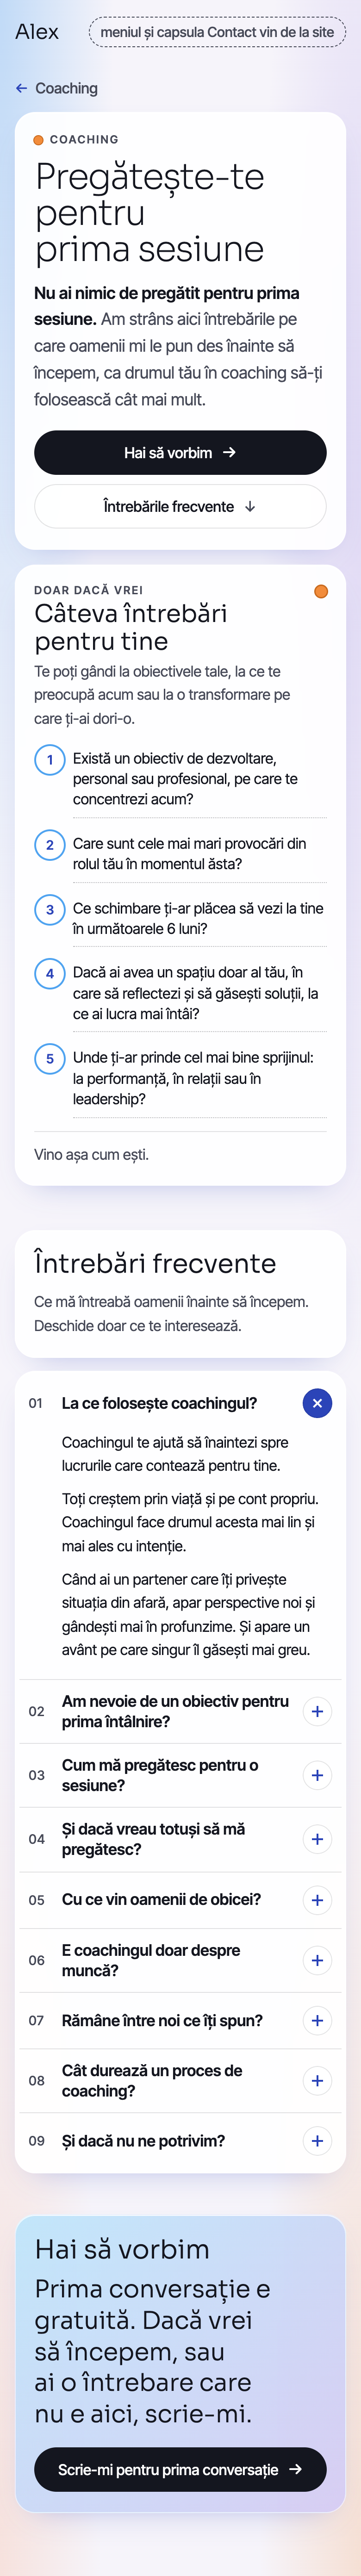 Alex
meniul și capsula Contact vin de la site
← Coaching
COACHING
Pregătește-te
pentru
prima sesiune
Nu ai nimic de pregătit pentru prima
sesiune. Am strâns aici întrebările pe
care oamenii mi le pun des înainte să
începem, ca drumul tău în coaching să-ți
folosească cât mai mult.
Hai să vorbim →
Întrebările frecvente ↓
DOAR DACĂ VREI
Câteva întrebări
pentru tine
Te poți gândi la obiectivele tale, la ce te
preocupă acum sau la o transformare pe
care ți-ai dori-o.
1 Există un obiectiv de dezvoltare,
personal sau profesional, pe care te
concentrezi acum?
2 Care sunt cele mai mari provocări din
rolul tău în momentul ăsta?
3 Ce schimbare ți-ar plăcea să vezi la tine
în următoarele 6 luni?
4 Dacă ai avea un spațiu doar al tău, în
care să reflectezi și să găsești soluții, la
ce ai lucra mai întâi?
5 Unde ți-ar prinde cel mai bine sprijinul:
la performanță, în relații sau în
leadership?
Vino așa cum ești.
Întrebări frecvente
Ce mă întreabă oamenii înainte să începem.
Deschide doar ce te interesează.
01 La ce folosește coachingul?
Coachingul te ajută să înaintezi spre
lucrurile care contează pentru tine.
Toți creștem prin viață și pe cont propriu.
Coachingul face drumul acesta mai lin și
mai ales cu intenție.
Când ai un partener care îți privește
situația din afară, apar perspective noi și
gândești mai în profunzime. Și apare un
avânt pe care singur îl găsești mai greu.
02 Am nevoie de un obiectiv pentru
prima întâlnire?
03 Cum mă pregătesc pentru o
sesiune?
04 Și dacă vreau totuși să mă
pregătesc?
05 Cu ce vin oamenii de obicei?
06 E coachingul doar despre
muncă?
07 Rămâne între noi ce îți spun?
08 Cât durează un proces de
coaching?
09 Și dacă nu ne potrivim?
Hai să vorbim
Prima conversație e
gratuită. Dacă vrei
să începem, sau
ai o întrebare care
nu e aici, scrie-mi.
Scrie-mi pentru prima conversație →